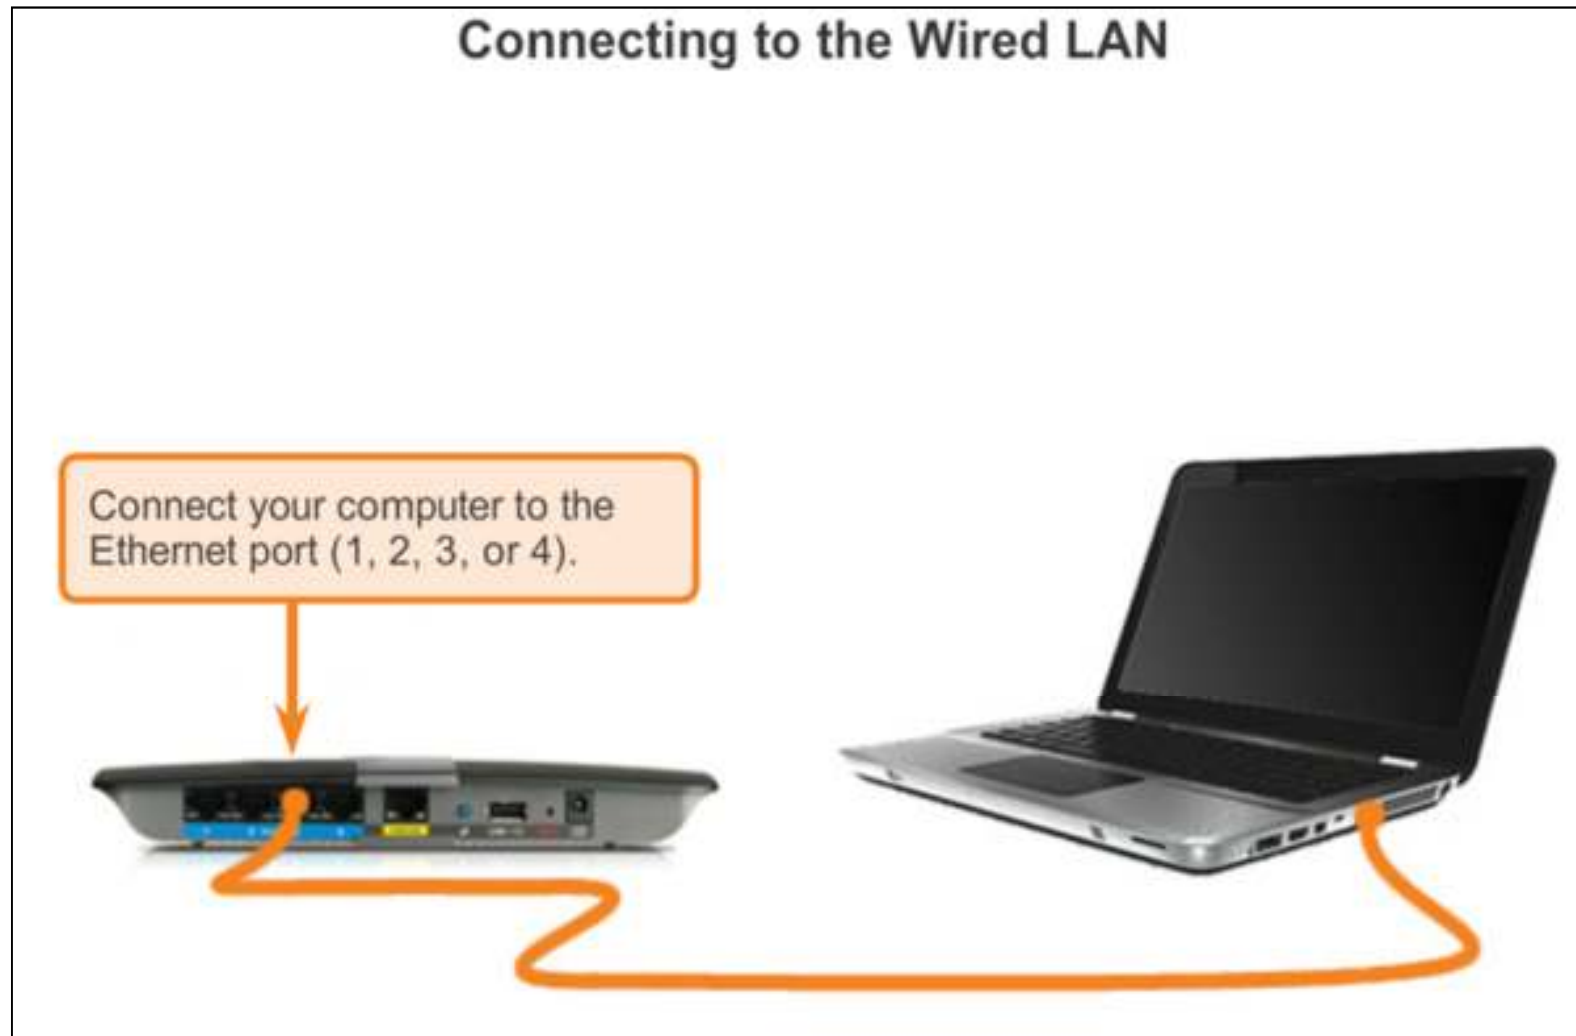 Connecting to the Wired LAN
Connect your computer to the
Ethernet port (1, 2, 3, or 4).